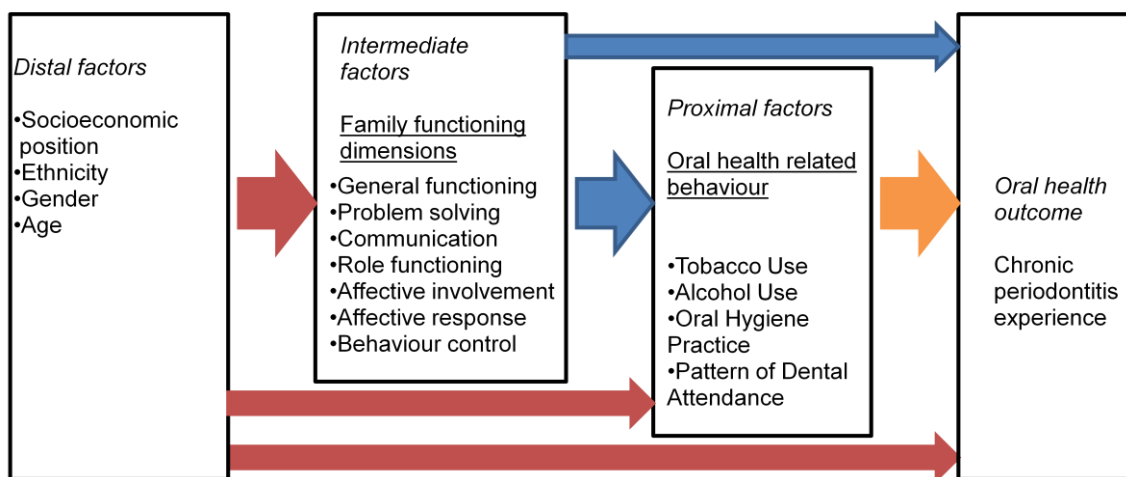 Distal factors
•Socioeconomic
position
•Ethnicity
•Gender
•Age
Intermediate
factors
Family functioning
dimensions
•General functioning
•Problem solving
•Communication
•Role functioning
•Affective involvement
•Affective response
•Behaviour control
Proximal factors
Oral health related
behaviour
•Tobacco Use
•Alcohol Use
•Oral Hygiene
Practice
•Pattern of Dental
Attendance
Oral health
outcome
Chronic
periodontitis
experience